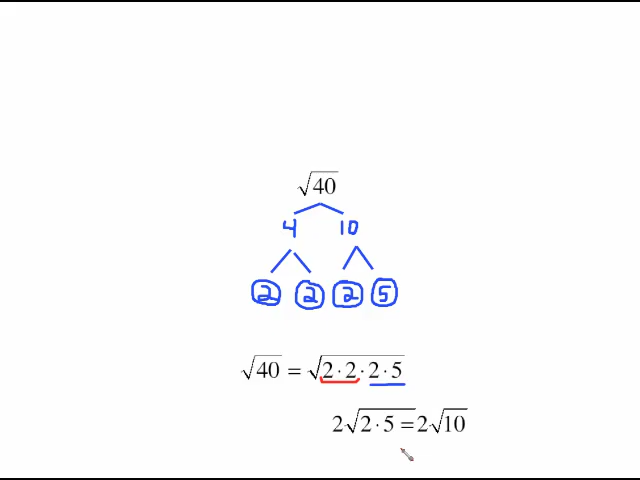 √40
4 10
2 2 2 5
√40 = √2·2·2·5
2√2·5 = 2√10